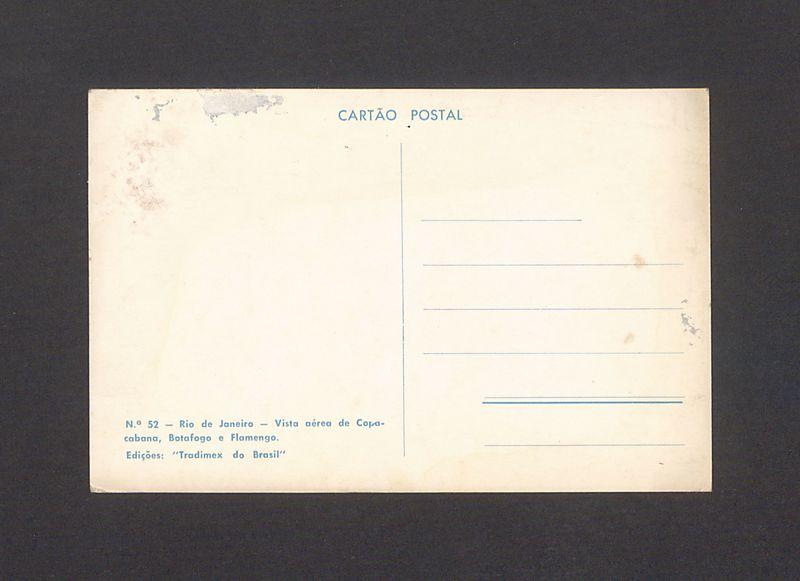 CARTÃO POSTAL
N.º 52 — Rio de Janeiro — Vista aérea de Copa-
cabana, Botafogo e Flamengo.
Edições: "Tradimex do Brasil"